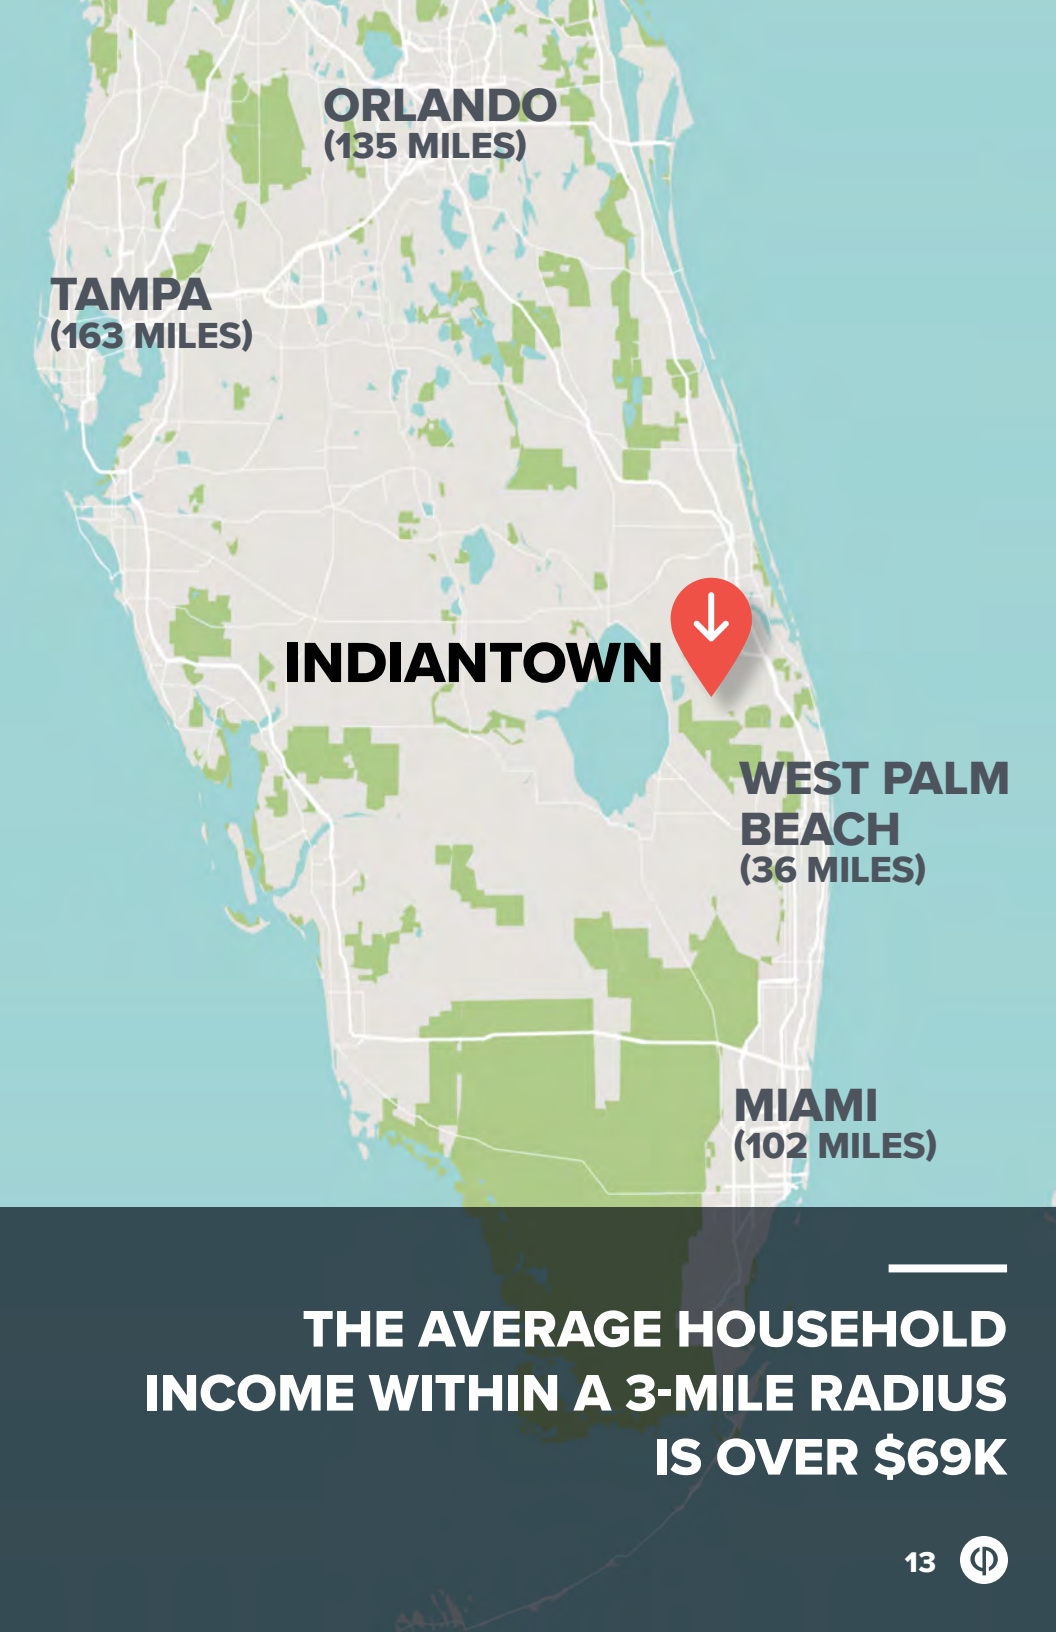 ORLANDO
(135 MILES)
TAMPA
(163 MILES)
INDIANTOWN
WEST PALM
BEACH
(36 MILES)
MIAMI
(102 MILES)
THE AVERAGE HOUSEHOLD
INCOME WITHIN A 3-MILE RADIUS
IS OVER $69K
13